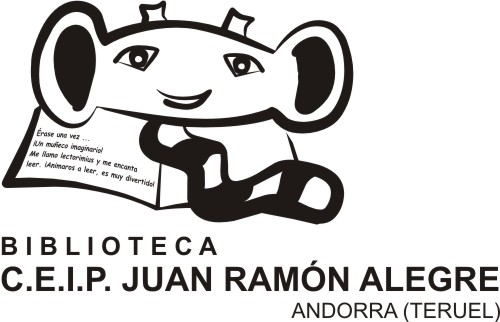 Érase una vez ...
¡Un muñeco imaginario!
Me llamo lectorimius y me encanta
leer. ¡Animaros a leer, es muy divertido!
BIBLIOTECA
C.E.I.P. JUAN RAMÓN ALEGRE
ANDORRA (TERUEL)